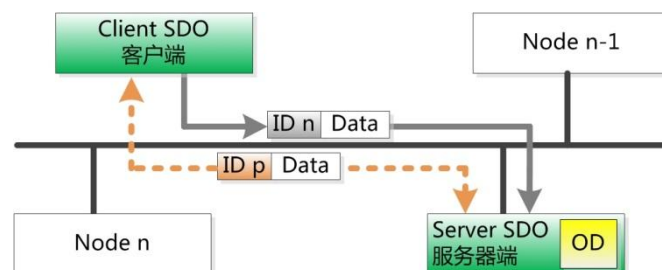 Client SDO
客户端
Node n-1
ID n Data
ID p Data
Node n
Server SDO
服务器端
OD